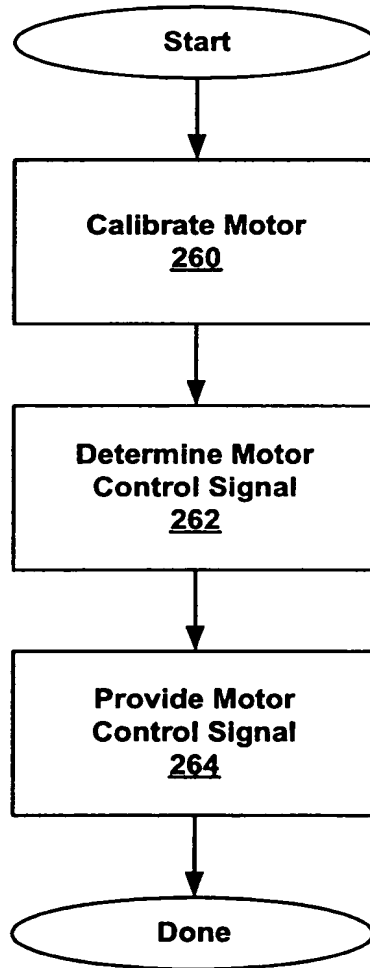 Start
Calibrate Motor
260
Determine Motor
Control Signal
262
Provide Motor
Control Signal
264
Done